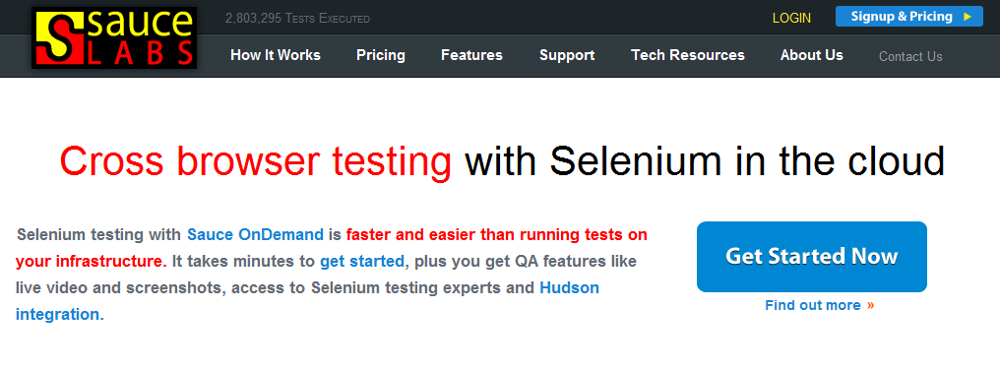 sauce
LABS
2,803,295 Tests Executed
LOGIN
Signup & Pricing
How It Works
Pricing
Features
Support
Tech Resources
About Us
Contact Us
Cross browser testing with Selenium in the cloud
Selenium testing with Sauce OnDemand is faster and easier than running tests on
your infrastructure. It takes minutes to get started, plus you get QA features like
live video and screenshots, access to Selenium testing experts and Hudson
integration.
Get Started Now
Find out more »